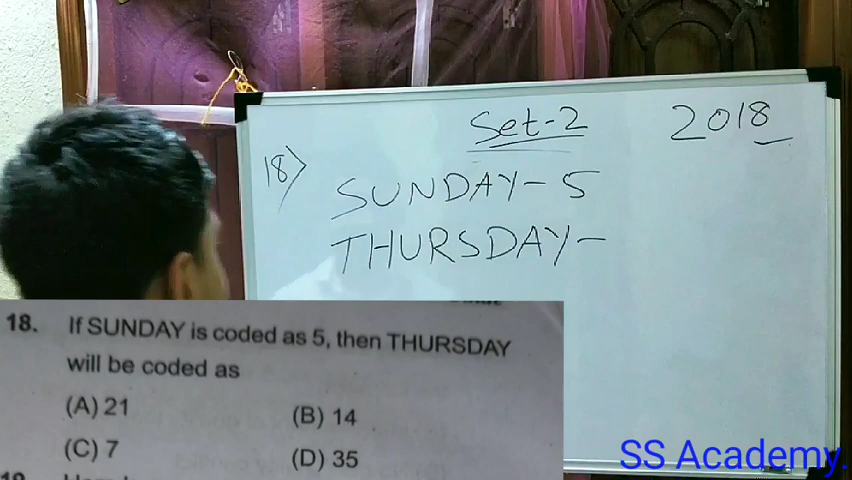 Set-2 2018
18)
SUNDAY - 5
THURSDAY -
18. If SUNDAY is coded as 5, then THURSDAY
will be coded as
(A) 21 (B) 14
(C) 7 (D) 35
SS Academy.